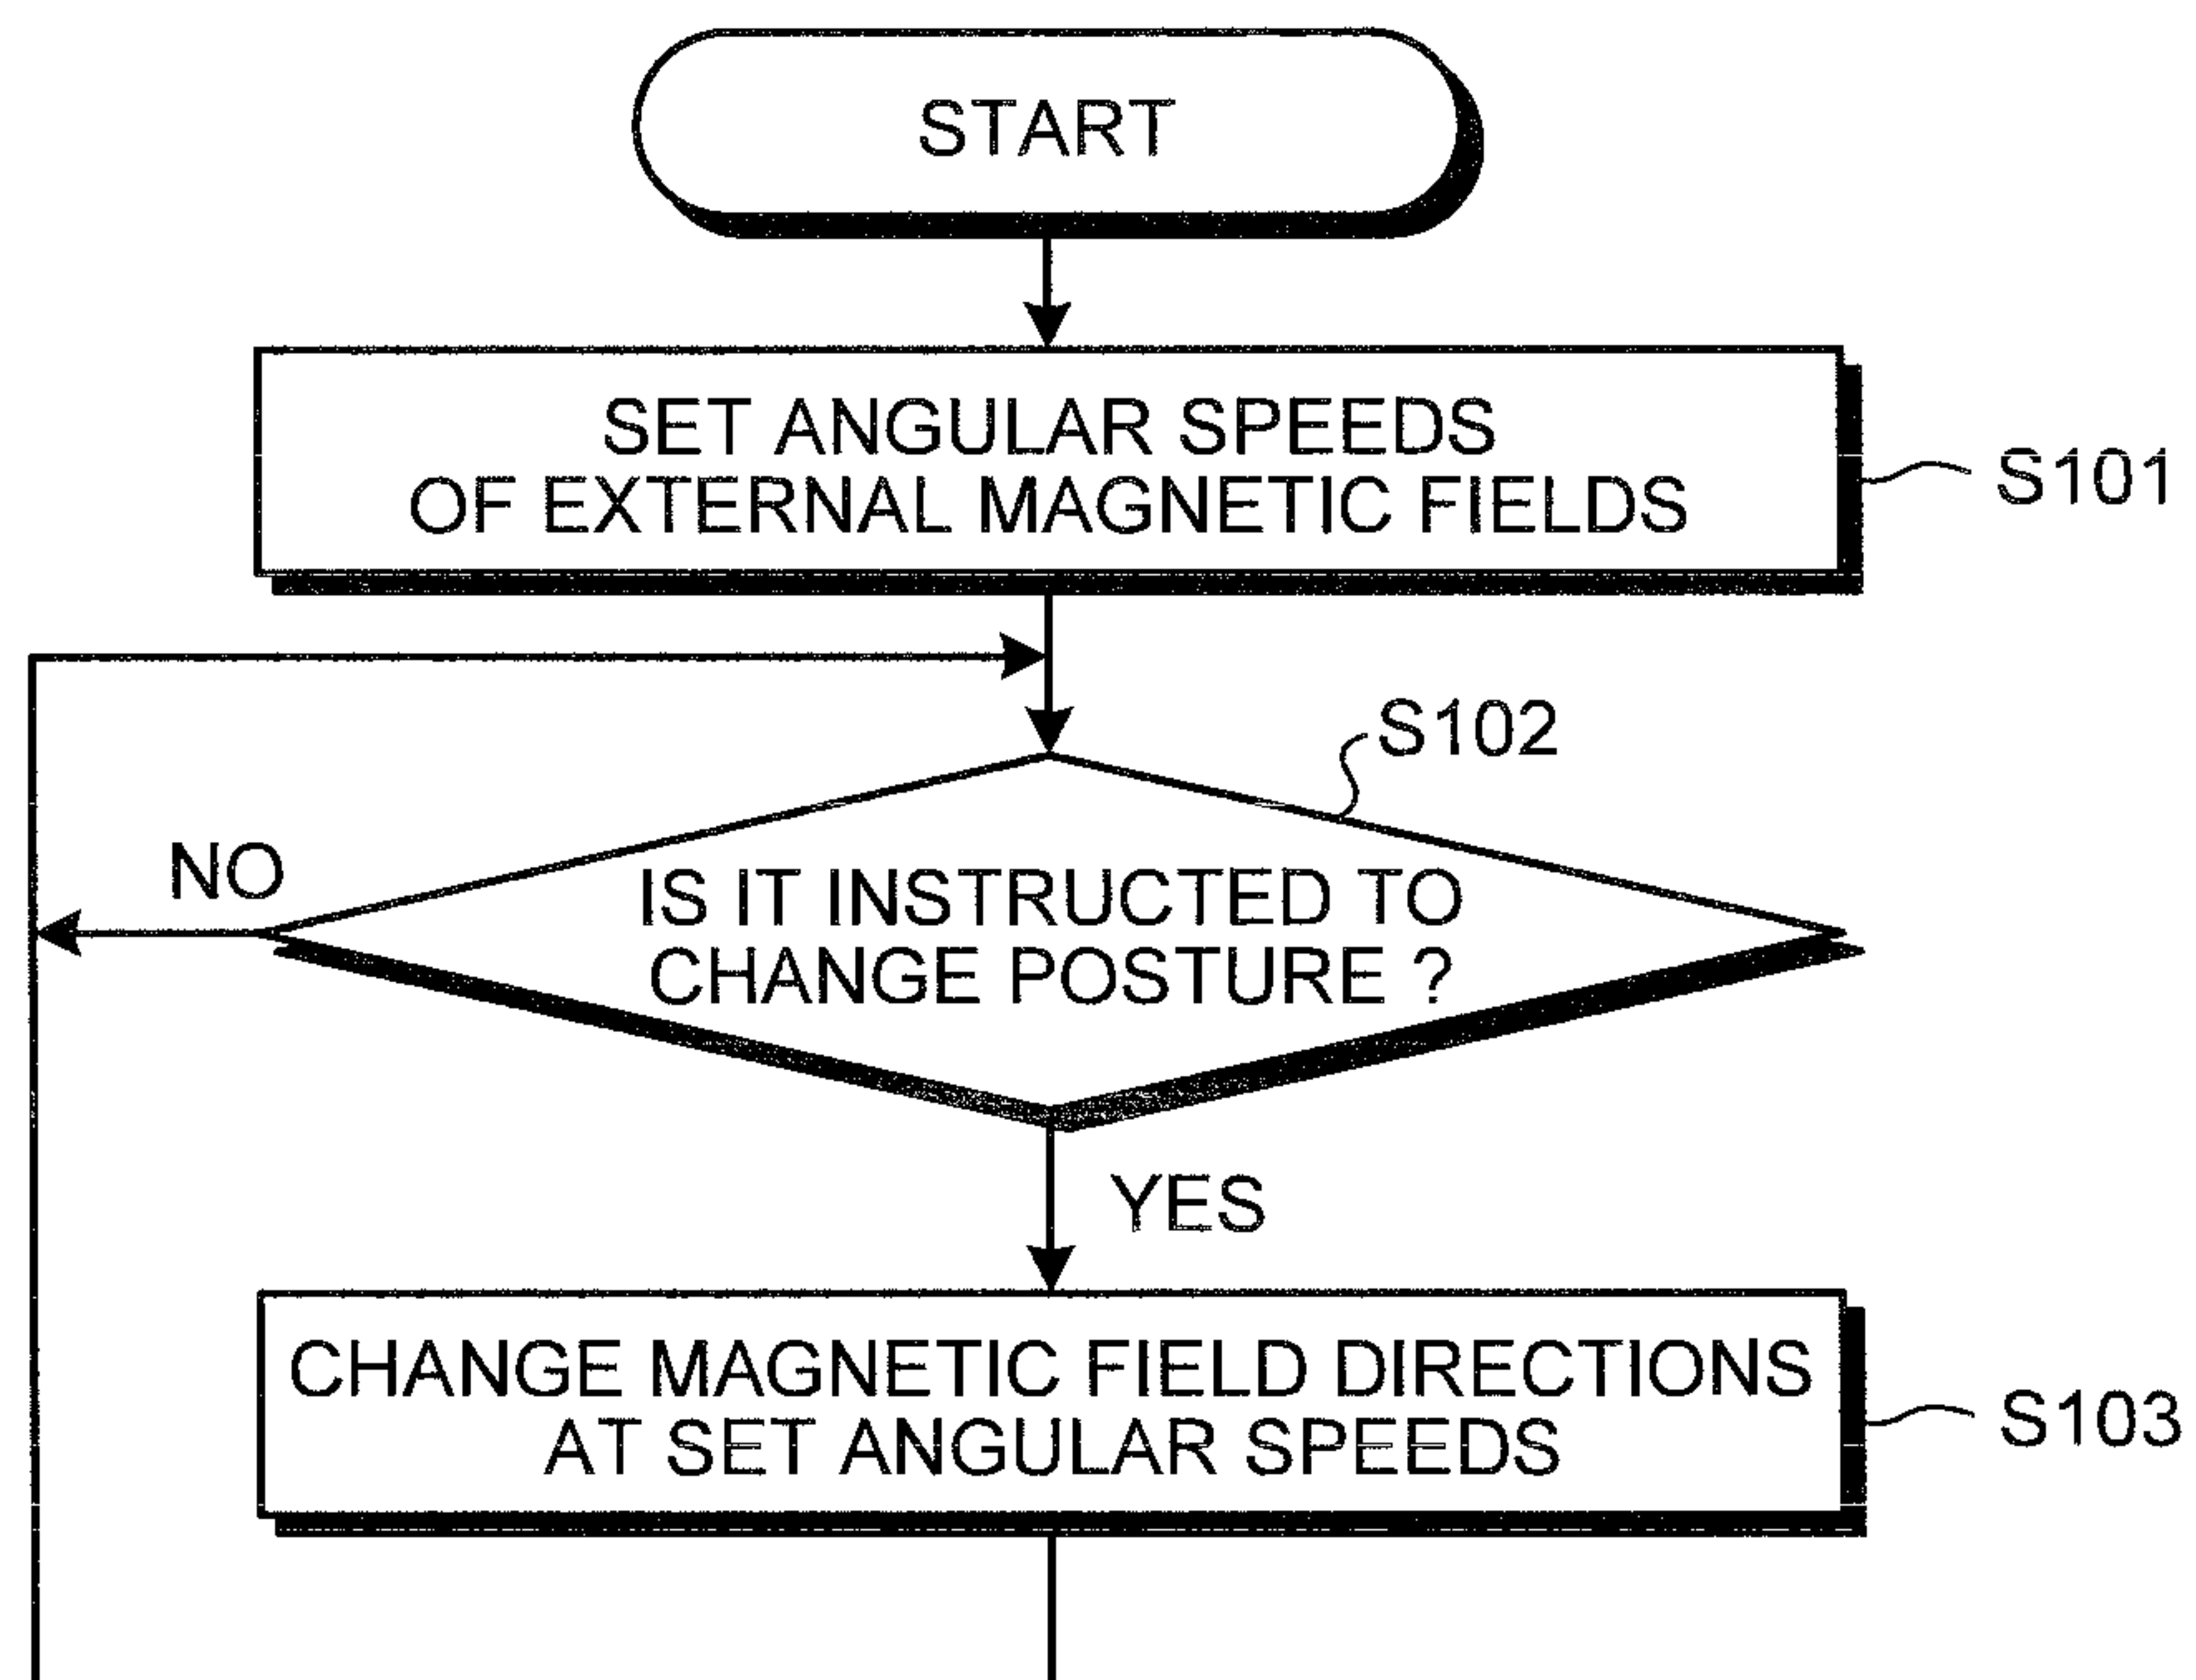 START
SET ANGULAR SPEEDS
OF EXTERNAL MAGNETIC FIELDS
S101
S102
NO
IS IT INSTRUCTED TO
CHANGE POSTURE ?
YES
CHANGE MAGNETIC FIELD DIRECTIONS
AT SET ANGULAR SPEEDS
S103